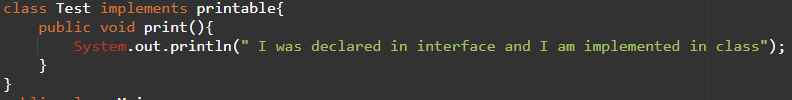 class Test implements printable{
    public void print(){
        System.out.println(" I was declared in interface and I am implemented in class");
    }
}